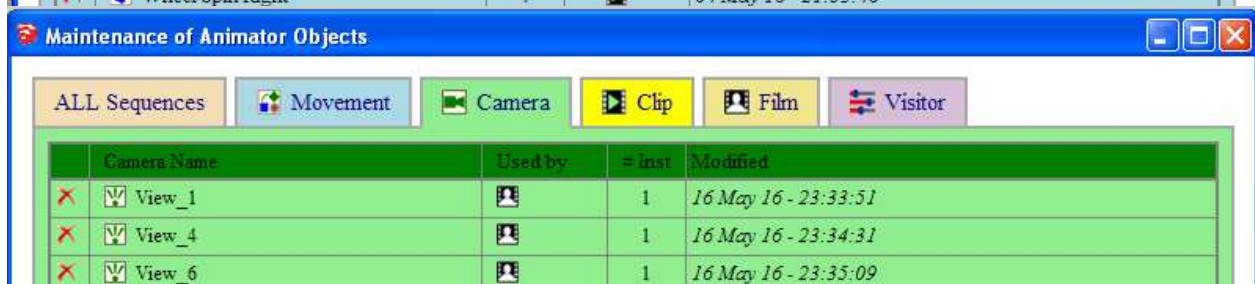 Maintenance of Animator Objects
ALL Sequences Movement Camera Clip Film Visitor
Camera Name Used by # Inst Modified
View_1 1 16 May 16 - 23:33:51
View_4 1 16 May 16 - 23:34:31
View_6 1 16 May 16 - 23:35:09